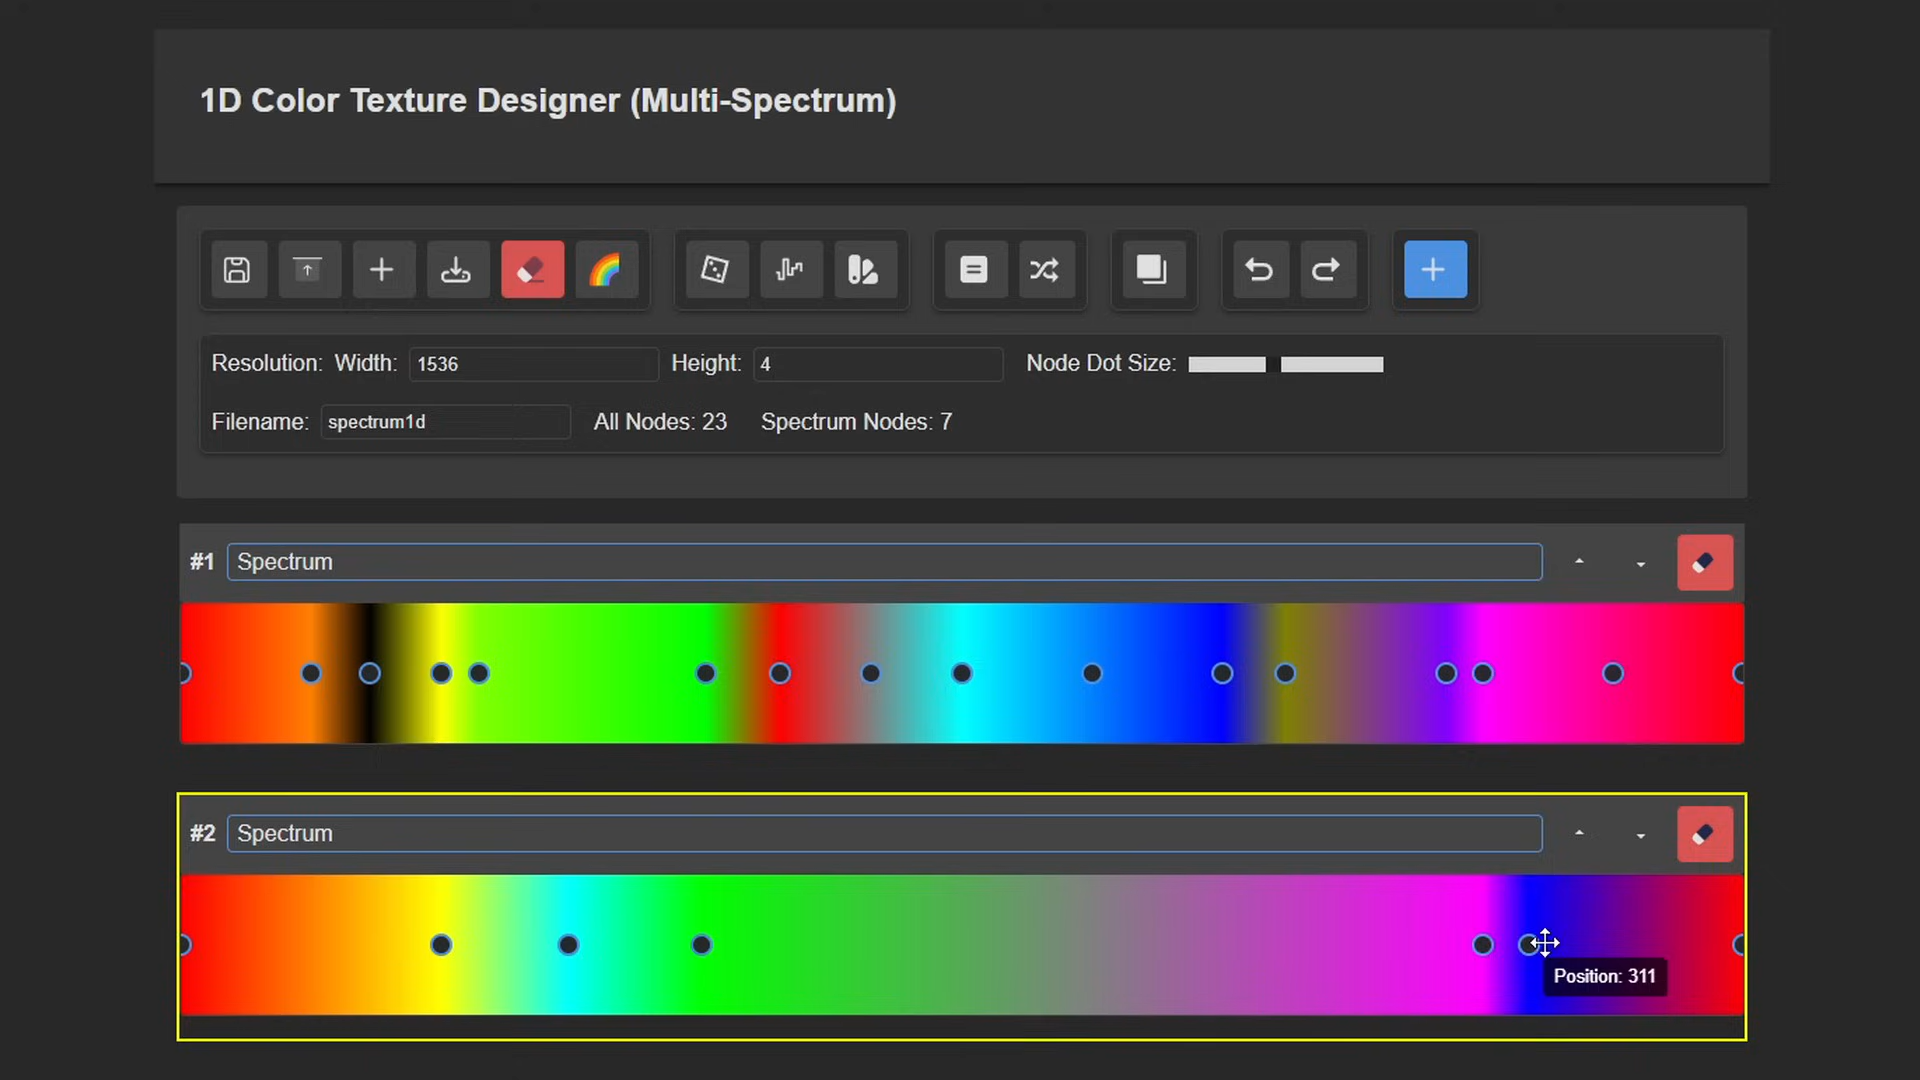 1D Color Texture Designer (Multi-Spectrum)
Resolution: Width: 1536 Height: 4 Node Dot Size:
Filename: spectrum1d All Nodes: 23 Spectrum Nodes: 7
#1 Spectrum
#2 Spectrum
Position: 311